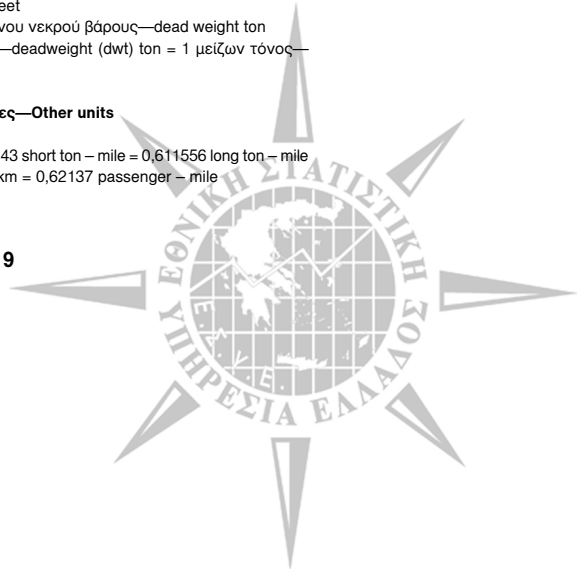 eet
νου νεκρού βάρους—dead weight ton
—deadweight (dwt) ton = 1 μείζων τόνος—
ες—Other units
43 short ton – mile = 0,611556 long ton – mile
km = 0,62137 passenger – mile
9
ΕΘΝΙΚΗ ΣΤΑΤΙΣΤΙΚΗ
ΥΠΗΡΕΣΙΑ ΕΛΛΑΔΟΣ
Ε.Σ.Υ.Ε.